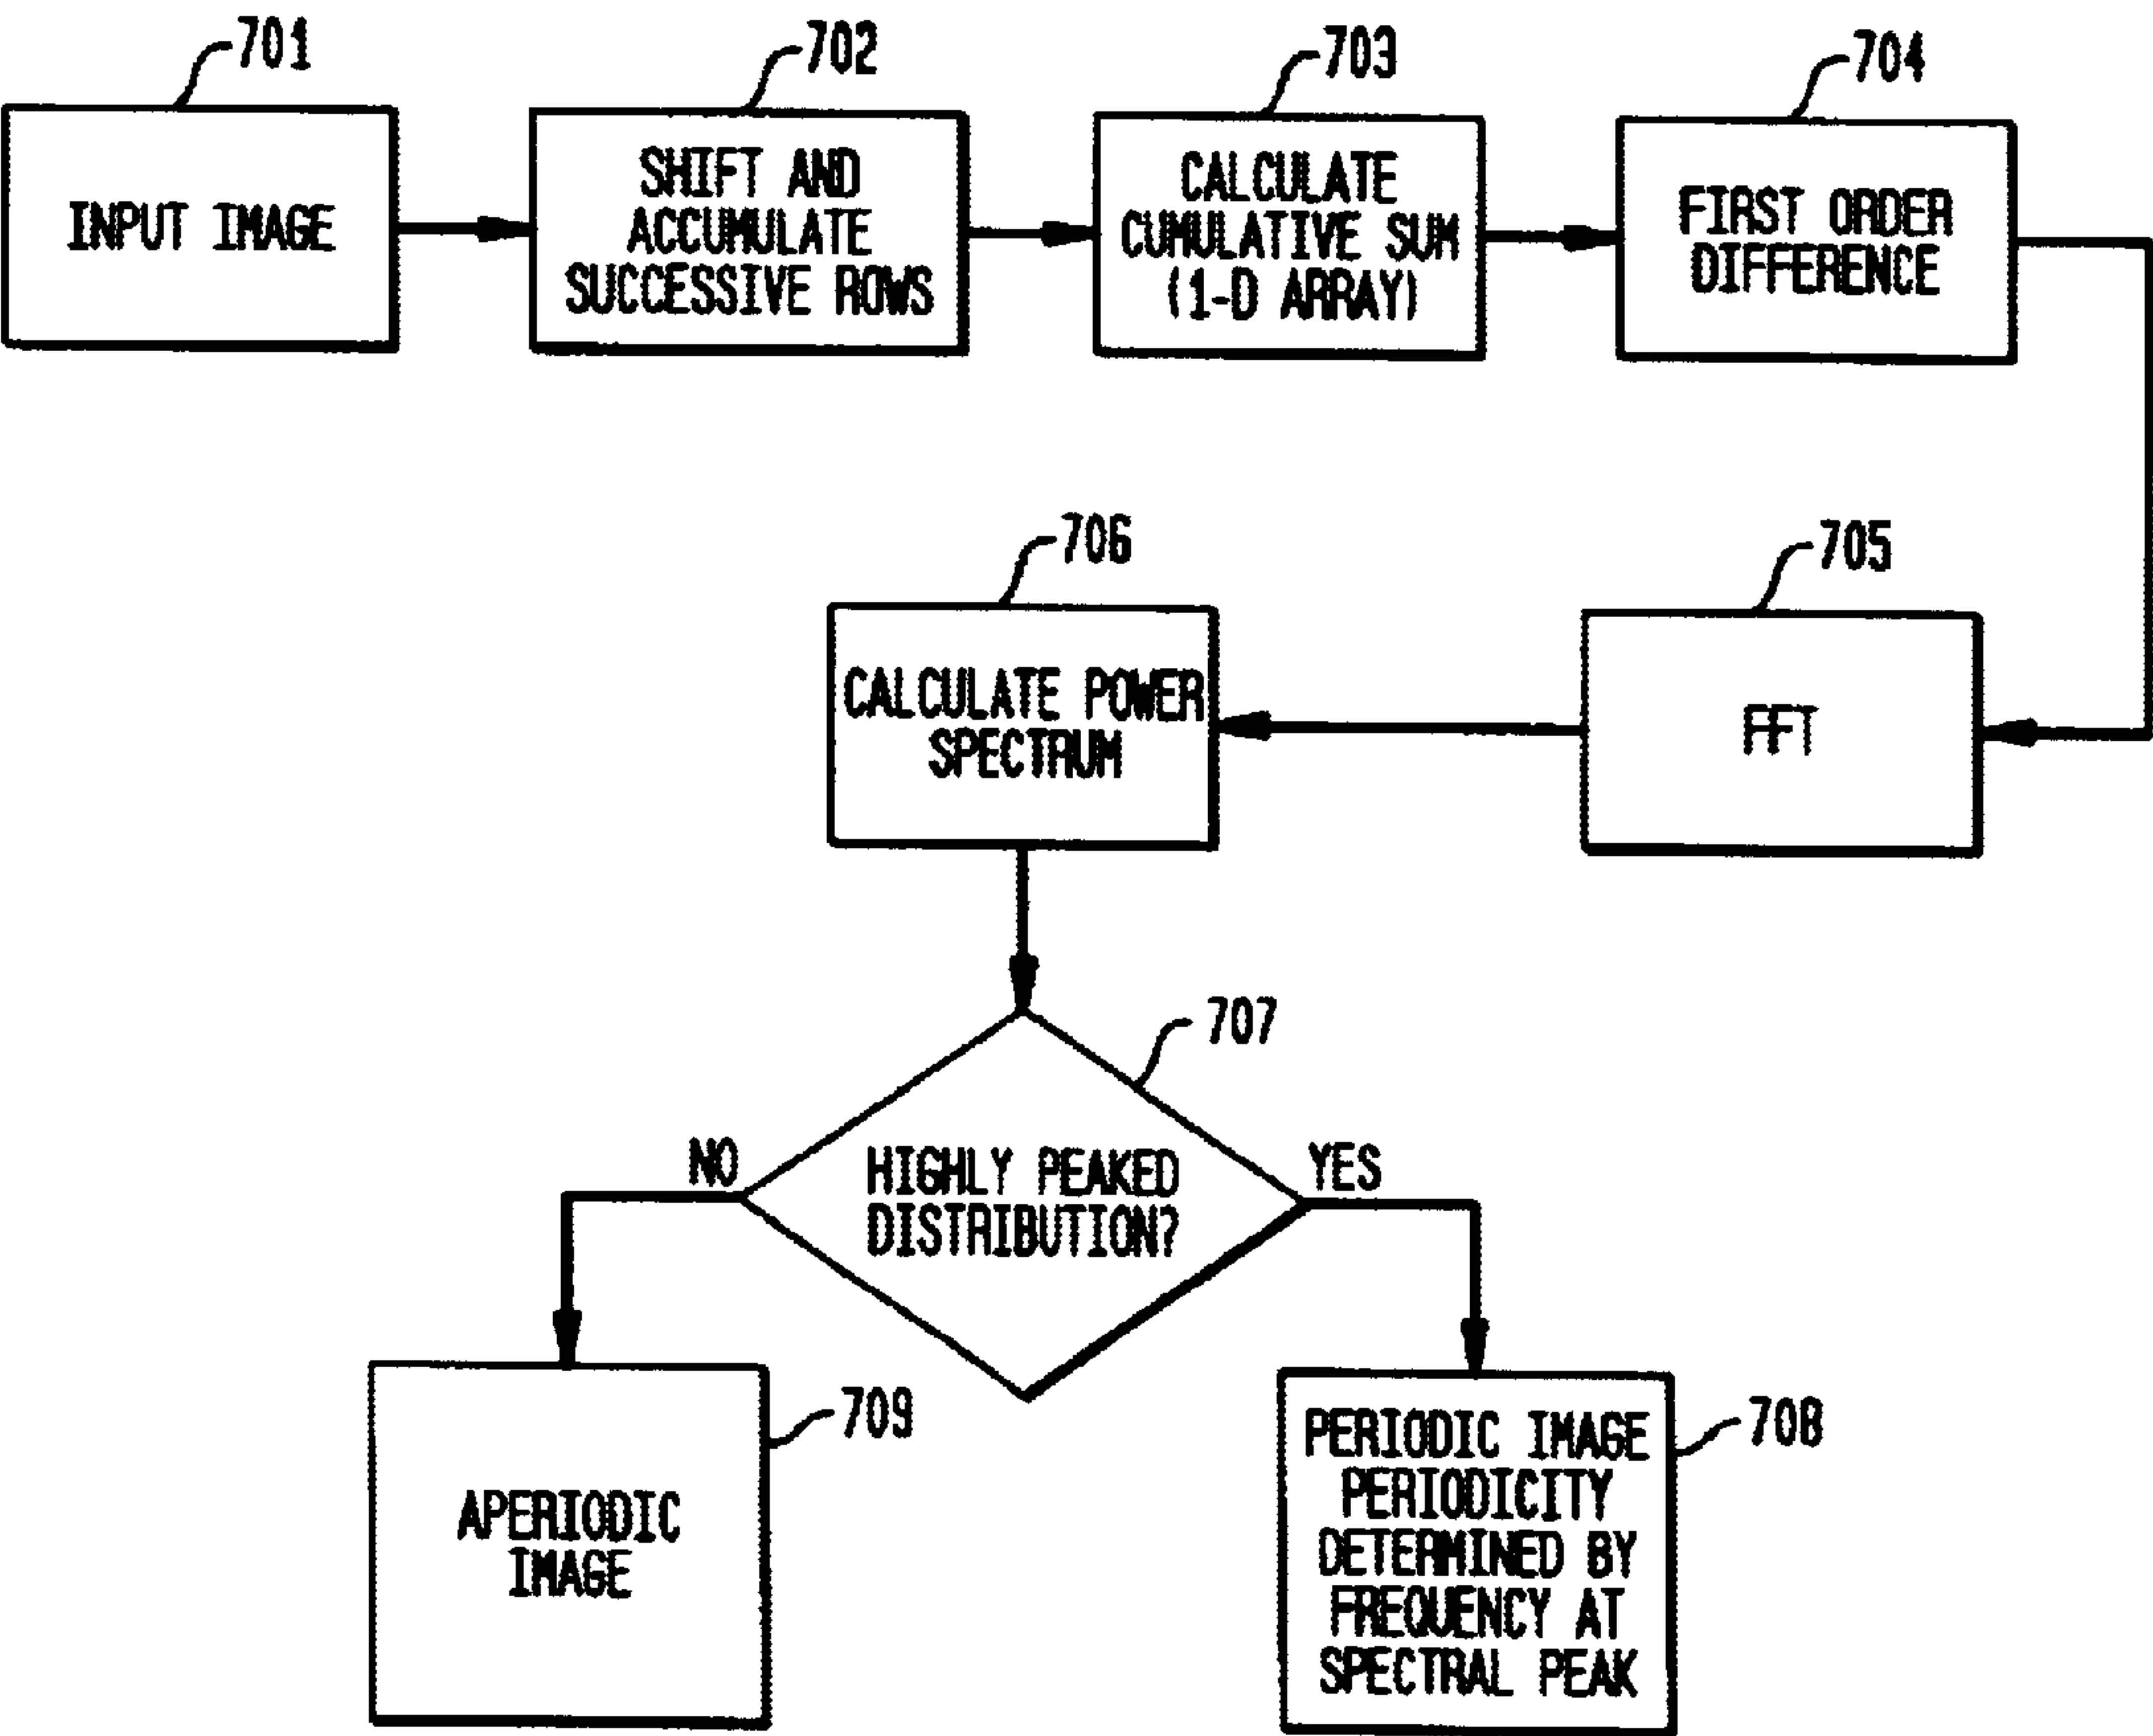 701
INPUT IMAGE
702
SHIFT AND
ACCUMULATE
SUCCESSIVE ROWS
703
CALCULATE
CUMULATIVE SUM
(1-D ARRAY)
704
FIRST ORDER
DIFFERENCE
705
FFT
706
CALCULATE POWER
SPECTRUM
707
HIGHLY PEAKED
DISTRIBUTION?
NO
YES
709
APERIODIC
IMAGE
708
PERIODIC IMAGE
PERIODICITY
DETERMINED BY
FREQUENCY AT
SPECTRAL PEAK